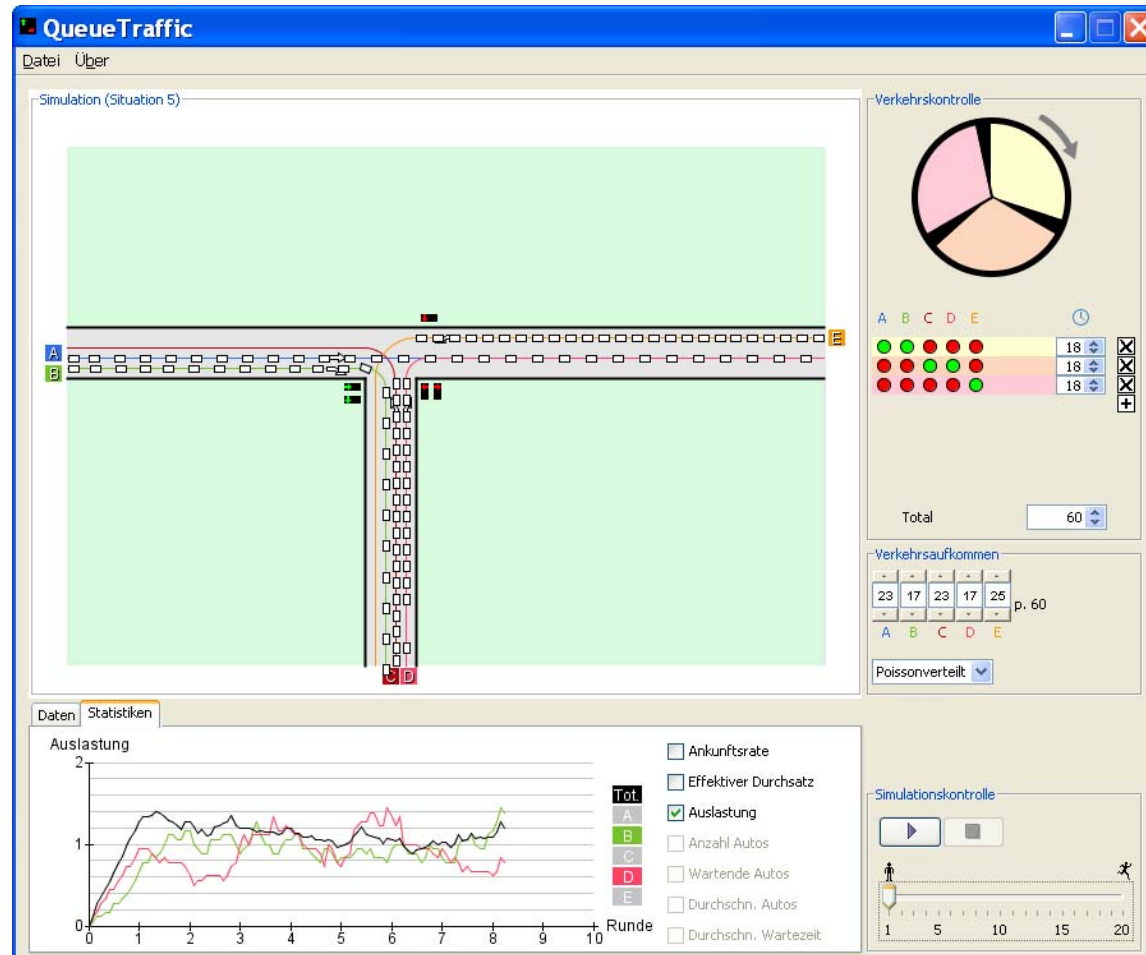 QueueTraffic
Datei Über
Simulation (Situation 5)
A
B
E
C D
Verkehrskontrolle
A B C D E
18
18
18
Total 60
Verkehrsaufkommen
23 17 23 17 25 p. 60
A B C D E
Poissonverteilt
Daten Statistiken
Auslastung
2
1
0
0 1 2 3 4 5 6 7 8 9 10 Runde
Tot.
A
B
C
D
E
Ankunftsrate
Effektiver Durchsatz
Auslastung
Anzahl Autos
Wartende Autos
Durchschn. Autos
Durchschn. Wartezeit
Simulationskontrolle
1 5 10 15 20